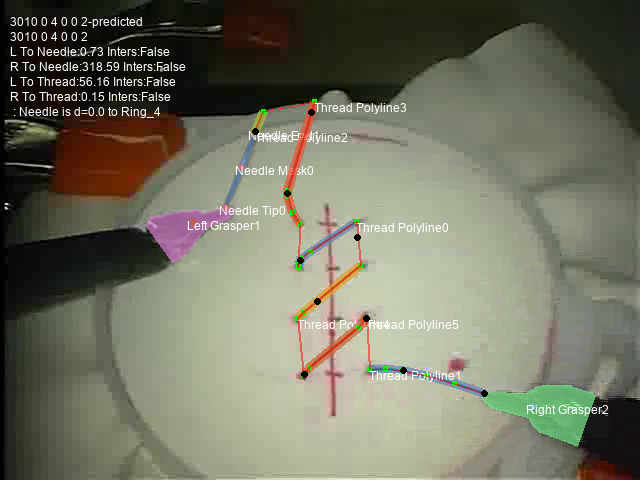 3010 0 4 0 0 2-predicted
3010 0 4 0 0 2
L To Needle:0.73 Inters:False
R To Needle:318.59 Inters:False
L To Thread:56.16 Inters:False
R To Thread:0.15 Inters:False
: Needle is d=0.0 to Ring_4
Thread Polyline3
Thread Polyline2
Needle Mask0
Needle Tip0
Left Grasper1
Thread Polyline0
Thread Polyline5
Thread Polyline1
Right Grasper2